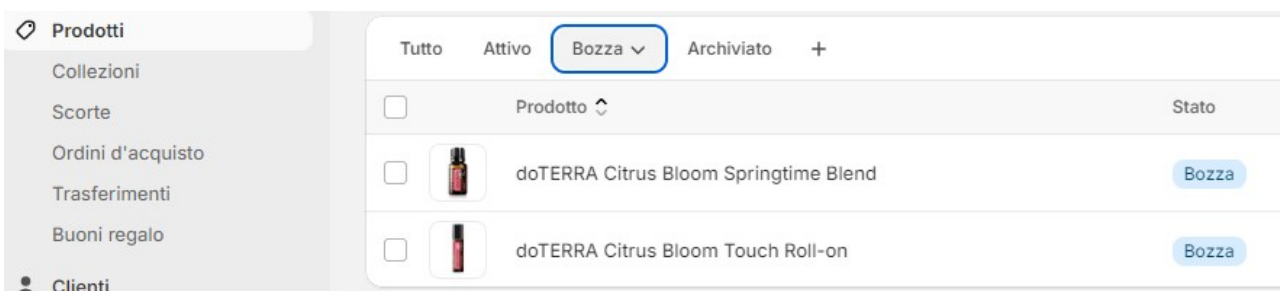 Prodotti
Collezioni
Scorte
Ordini d'acquisto
Trasferimenti
Buoni regalo
Clienti
Tutto Attivo Bozza Archiviato +
Prodotto Stato
doTERRA Citrus Bloom Springtime Blend Bozza
doTERRA Citrus Bloom Touch Roll-on Bozza